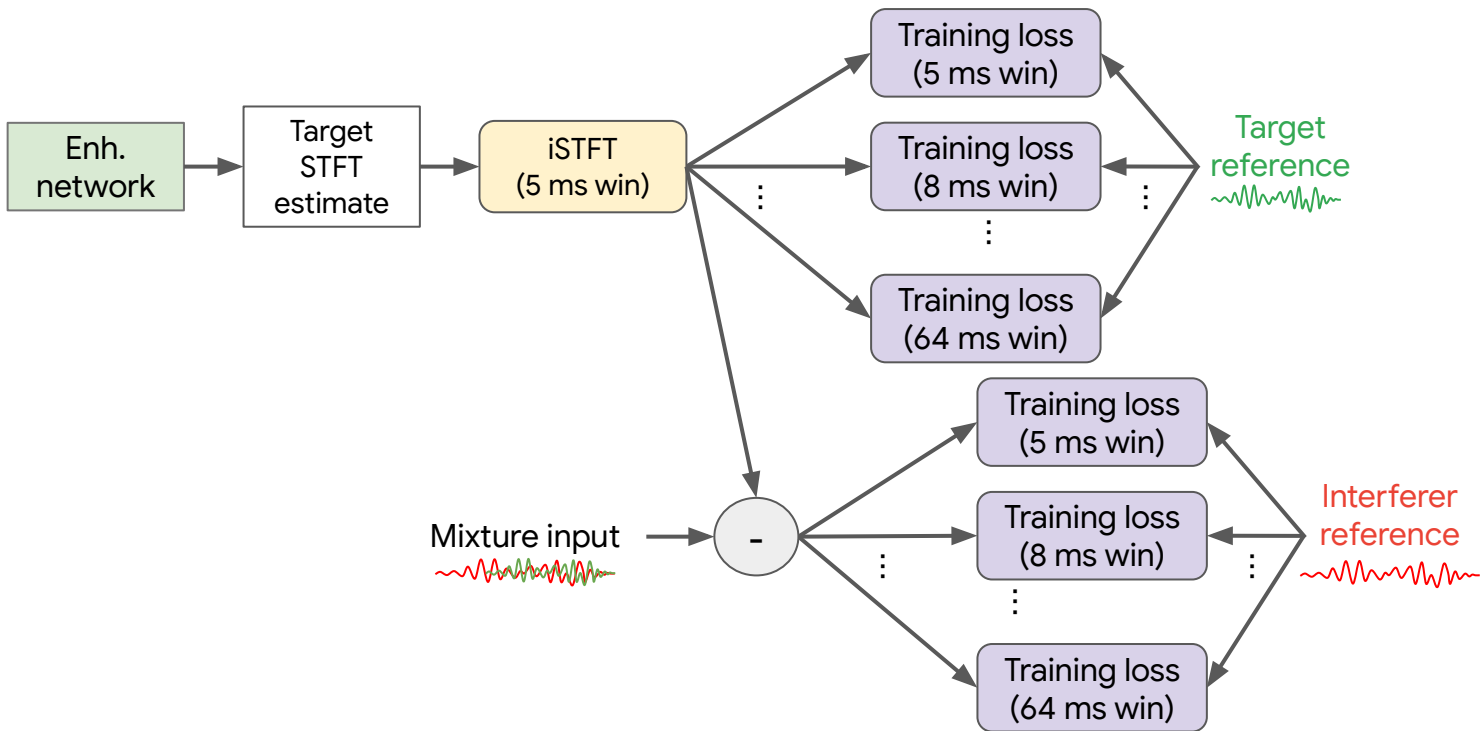 Enh.
network
Target
STFT
estimate
iSTFT
(5 ms win)
Training loss
(5 ms win)
Training loss
(8 ms win)
Training loss
(64 ms win)
Target
reference
Mixture input
-
Training loss
(5 ms win)
Training loss
(8 ms win)
Training loss
(64 ms win)
Interferer
reference